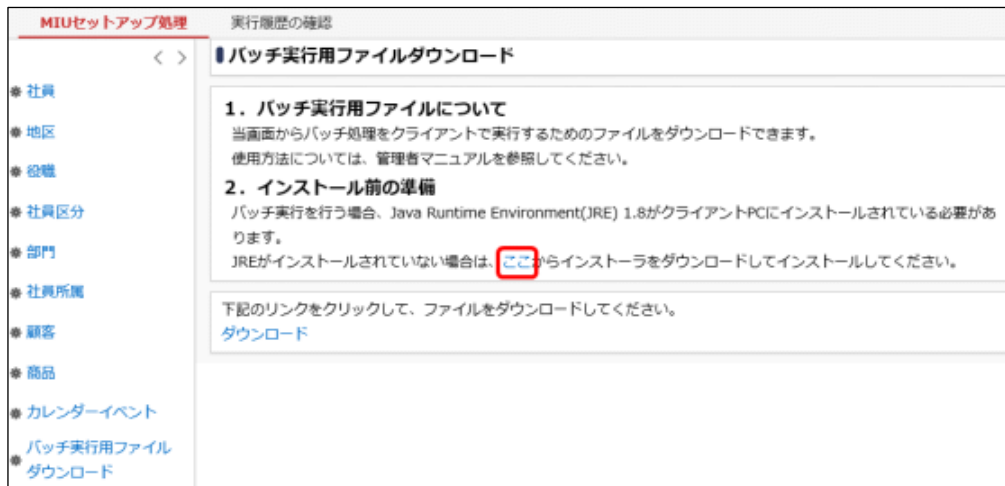 MIUセットアップ処理
実行履歴の確認
< >
社員
地区
役職
社員区分
部門
社員所属
顧客
商品
カレンダーイベント
バッチ実行用ファイル
ダウンロード
バッチ実行用ファイルダウンロード
1．バッチ実行用ファイルについて
当画面からバッチ処理をクライアントで実行するためのファイルをダウンロードできます。
使用方法については、管理者マニュアルを参照してください。
2．インストール前の準備
バッチ実行を行う場合、Java Runtime Environment(JRE) 1.8がクライアントPCにインストールされている必要があ
ります。
JREがインストールされていない場合は、ここからインストーラをダウンロードしてインストールしてください。
下記のリンクをクリックして、ファイルをダウンロードしてください。
ダウンロード